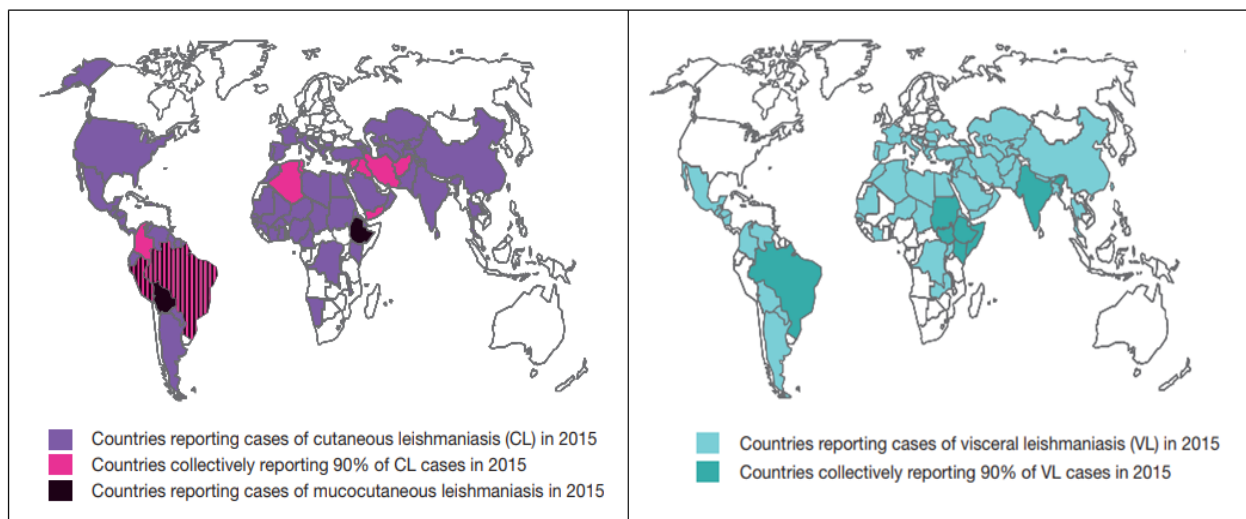 Countries reporting cases of cutaneous leishmaniasis (CL) in 2015
Countries collectively reporting 90% of CL cases in 2015
Countries reporting cases of mucocutaneous leishmaniasis in 2015
Countries reporting cases of visceral leishmaniasis (VL) in 2015
Countries collectively reporting 90% of VL cases in 2015